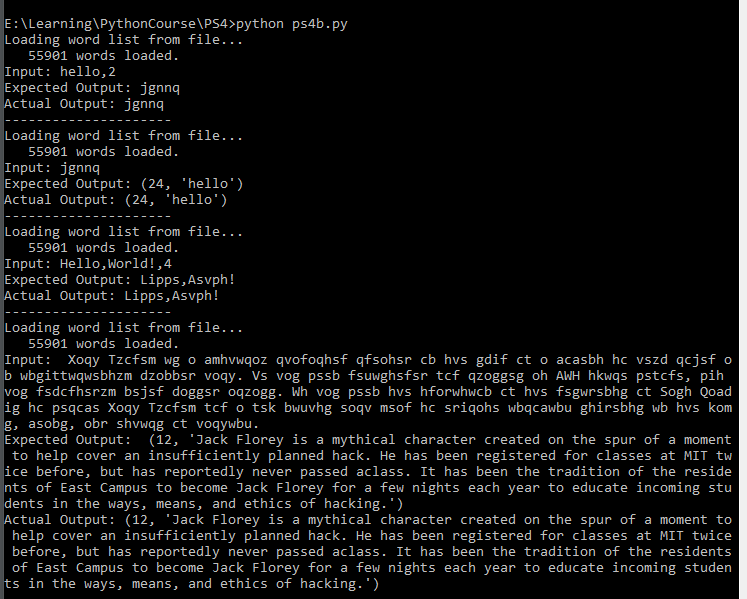 E:\Learning\PythonCourse\PS4>python ps4b.py
Loading word list from file...
   55901 words loaded.
Input: hello,2
Expected Output: jgnnq
Actual Output: jgnnq
---------------------
Loading word list from file...
   55901 words loaded.
Input: jgnnq
Expected Output: (24, 'hello')
Actual Output: (24, 'hello')
---------------------
Loading word list from file...
   55901 words loaded.
Input: Hello,World!,4
Expected Output: Lipps,Asvph!
Actual Output: Lipps,Asvph!
---------------------
Loading word list from file...
   55901 words loaded.
Input:  Xoqy Tzcfsm wg o amhvwqoz qvofoqhsf qfsohsr cb hvs gdif ct o acasbh hc vszd qcjsf o
b wbgittwqwsbhzm dzobbsr voqy. Vs vog pssb fsuwghsfsr tcf qzoggsg oh AWH hkwqs pstcfs, pih
vog fsdcfhsrzm bsjsf doggsr oqzogg. Wh vog pssb hvs hforwhwcb ct hvs fsgwrsbhg ct Sogh Qoad
ig hc psqcas Xoqy Tzcfsm tcf o tsk bwuvhg soqv msof hc sriqohs wbqcawbu ghirsbhg wb hvs kom
g, asobg, obr shvwqg ct voqywbu.
Expected Output:  (12, 'Jack Florey is a mythical character created on the spur of a moment
 to help cover an insufficiently planned hack. He has been registered for classes at MIT tw
ice before, but has reportedly never passed aclass. It has been the tradition of the reside
nts of East Campus to become Jack Florey for a few nights each year to educate incoming stu
dents in the ways, means, and ethics of hacking.')
Actual Output: (12, 'Jack Florey is a mythical character created on the spur of a moment to
 help cover an insufficiently planned hack. He has been registered for classes at MIT twice
 before, but has reportedly never passed aclass. It has been the tradition of the residents
 of East Campus to become Jack Florey for a few nights each year to educate incoming studen
ts in the ways, means, and ethics of hacking.')